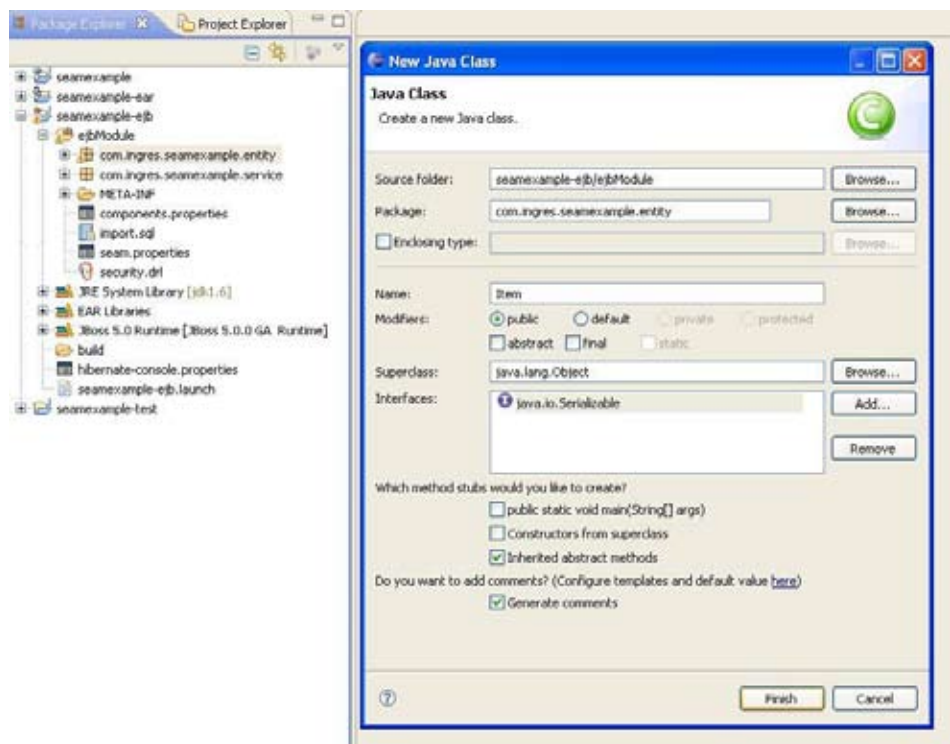 Package Explorer
Project Explorer
seamexample
seamexample-ear
seamexample-ejb
ejbModule
com.ingres.seamexample.entity
com.ingres.seamexample.service
META-INF
components.properties
import.sql
seam.properties
security.drl
JRE System Library [jdk1.6]
EAR Libraries
JBoss 5.0 Runtime [JBoss 5.0.0 GA Runtime]
build
hibernate-console.properties
seamexample-ejb.launch
seamexample-test
New Java Class
Java Class
Create a new Java class.
Source folder: seamexample-ejb/ejbModule Browse...
Package: com.ingres.seamexample.entity Browse...
Enclosing type: Browse...
Name: Item
Modifiers: public default private protected
abstract final static
Superclass: java.lang.Object Browse...
Interfaces: java.io.Serializable Add...
Remove
Which method stubs would you like to create?
public static void main(String[] args)
Constructors from superclass
Inherited abstract methods
Do you want to add comments? (Configure templates and default value here)
Generate comments
Finish Cancel